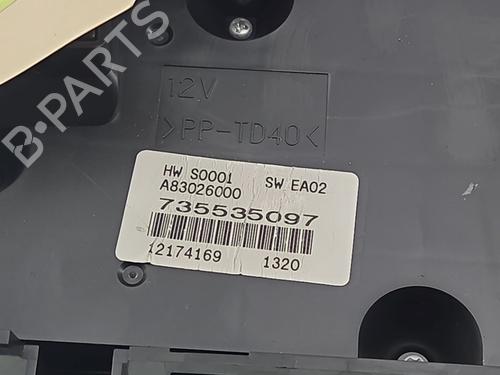 12V
>PP-TD40<
HW S0001 SW EA02
A83026000
735535097
12174169 1320
B-PARTS